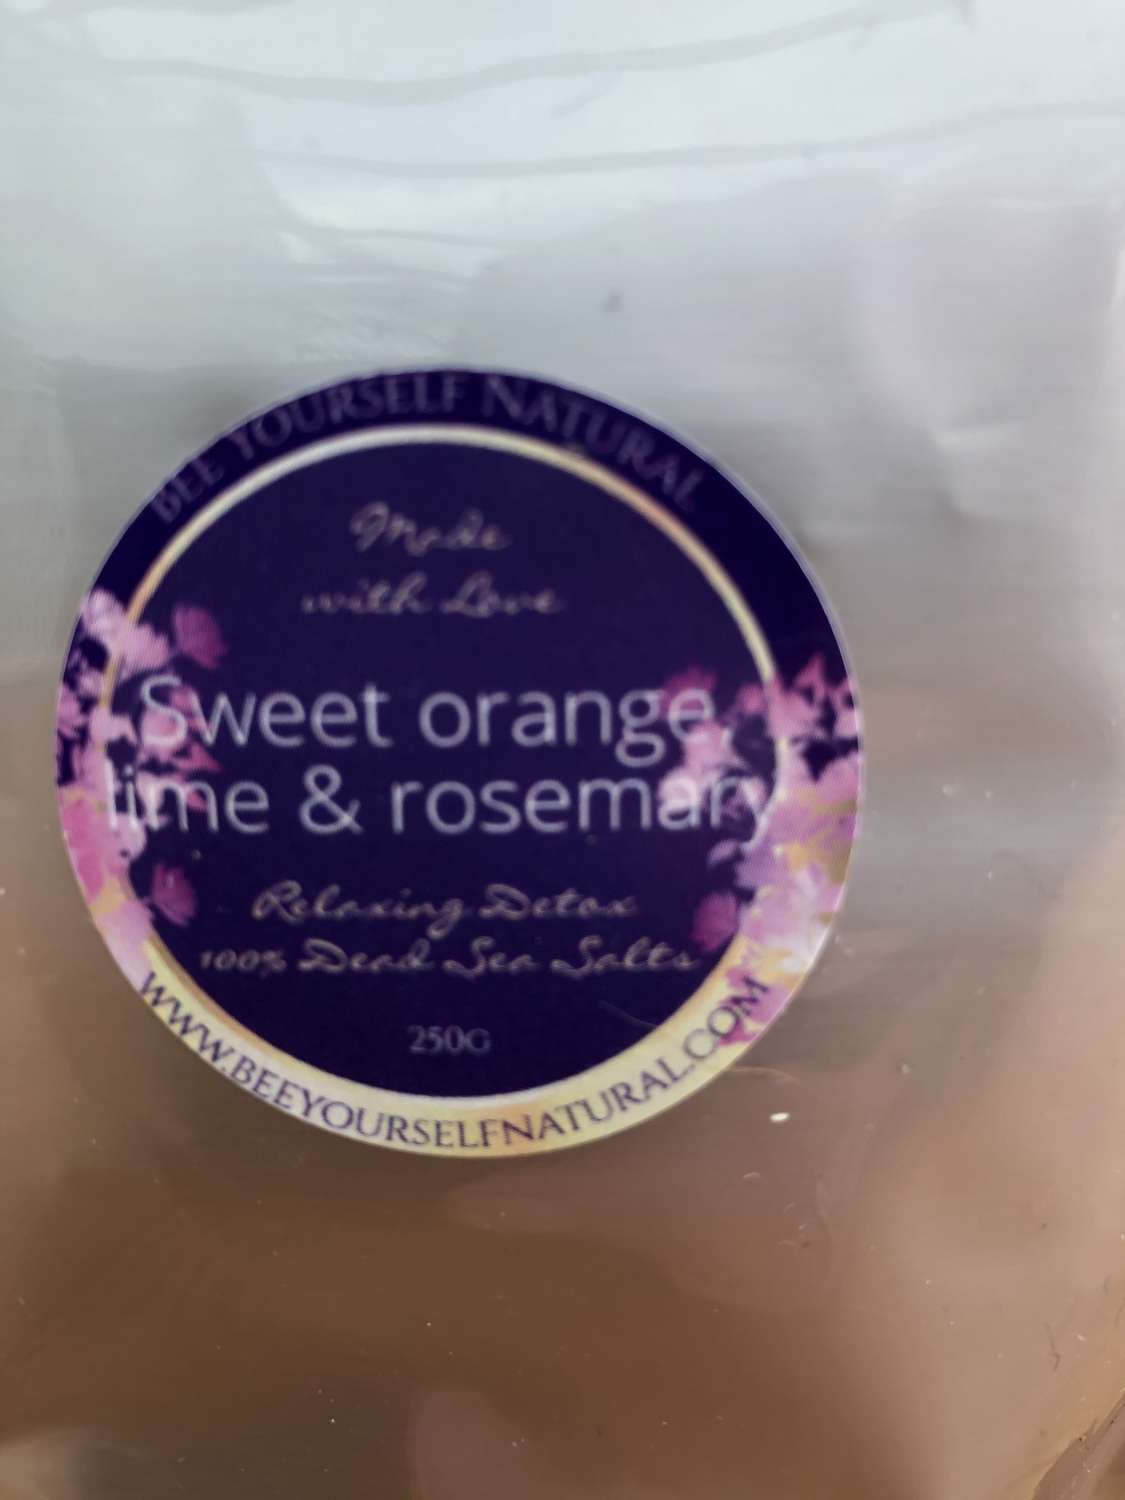 BEE YOURSELF NATURAL
Made
with Love
Sweet orange,
lime & rosemary
Relaxing Detox
100% Dead Sea Salts
250G
WWW.BEEYOURSELFNATURAL.COM